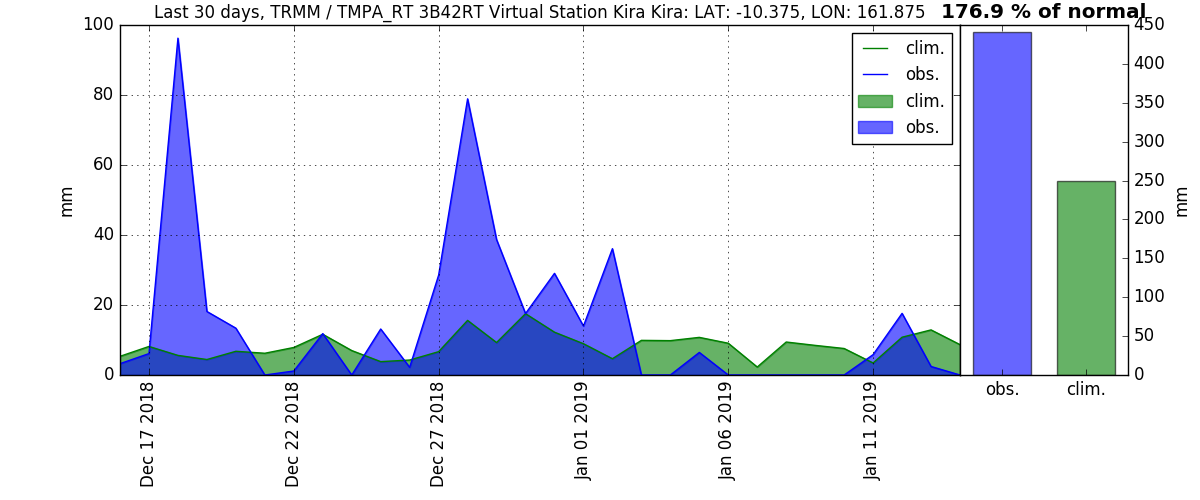 Last 30 days, TRMM / TMPA_RT 3B42RT Virtual Station Kira Kira: LAT: -10.375, LON: 161.875 176.9 % of normal
100
80
60
40
20
0
mm
clim.
obs.
clim.
obs.
Dec 17 2018
Dec 22 2018
Dec 27 2018
Jan 01 2019
Jan 06 2019
Jan 11 2019
450
400
350
300
250
200
150
100
50
0
mm
obs. clim.